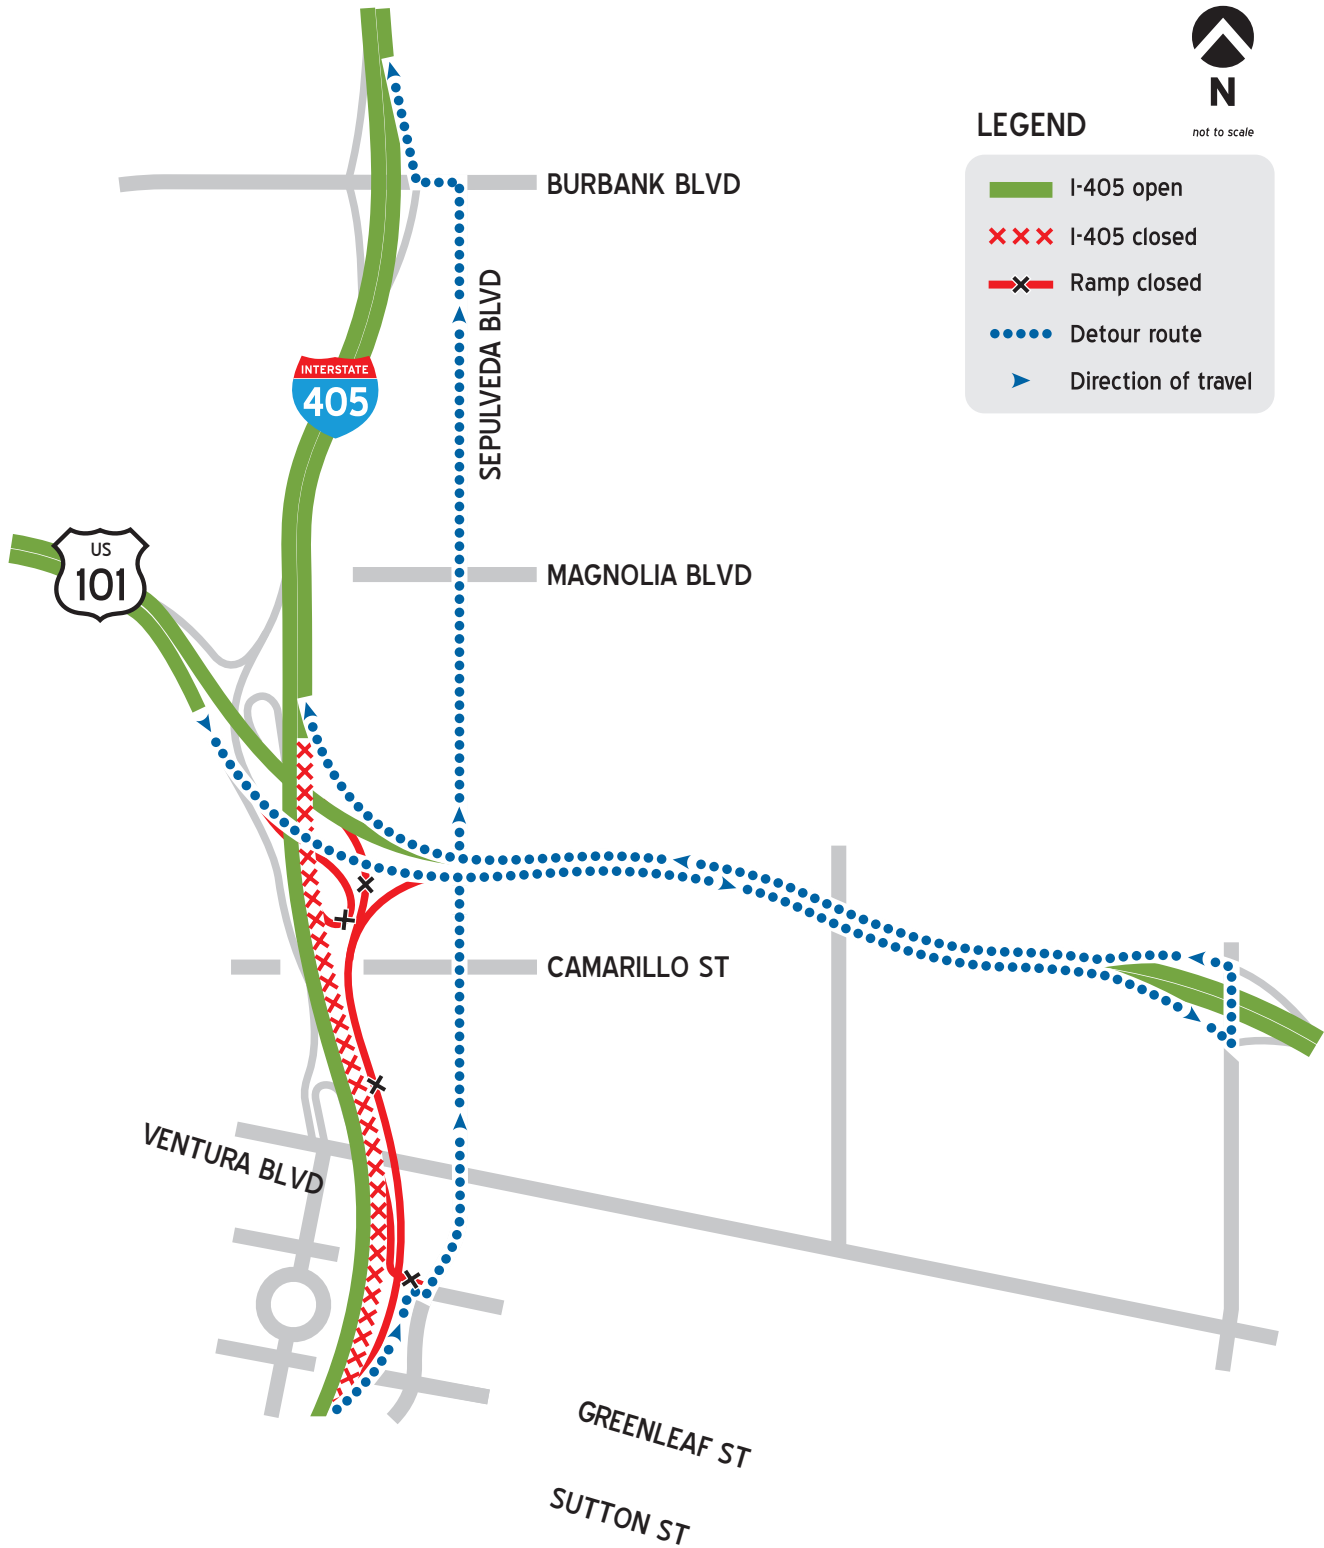 N
not to scale
LEGEND
I-405 open
I-405 closed
Ramp closed
Detour route
Direction of travel
BURBANK BLVD
SEPULVEDA BLVD
INTERSTATE
405
US
101
MAGNOLIA BLVD
CAMARILLO ST
VENTURA BLVD
GREENLEAF ST
SUTTON ST